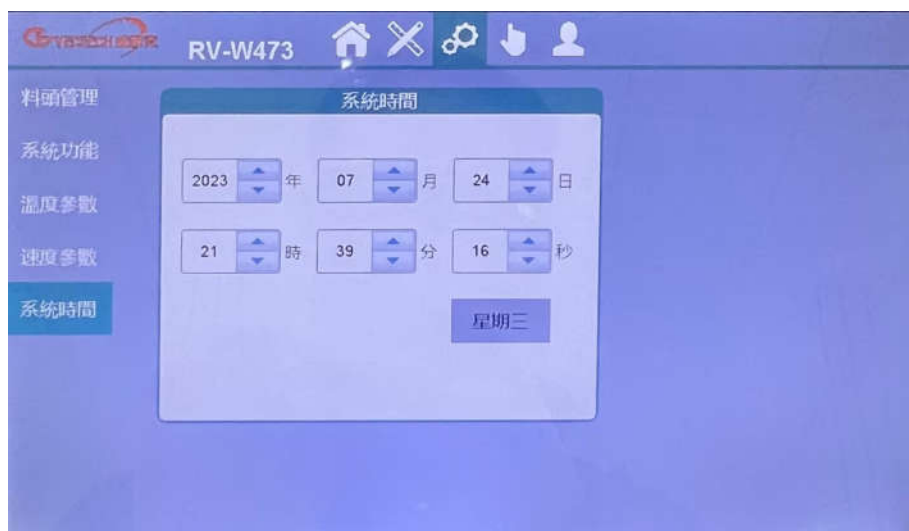 RV-W473
料頭管理
系統功能
溫度參數
速度參數
系統時間
系統時間
2023 年 07 月 24 日
21 時 39 分 16 秒
星期三